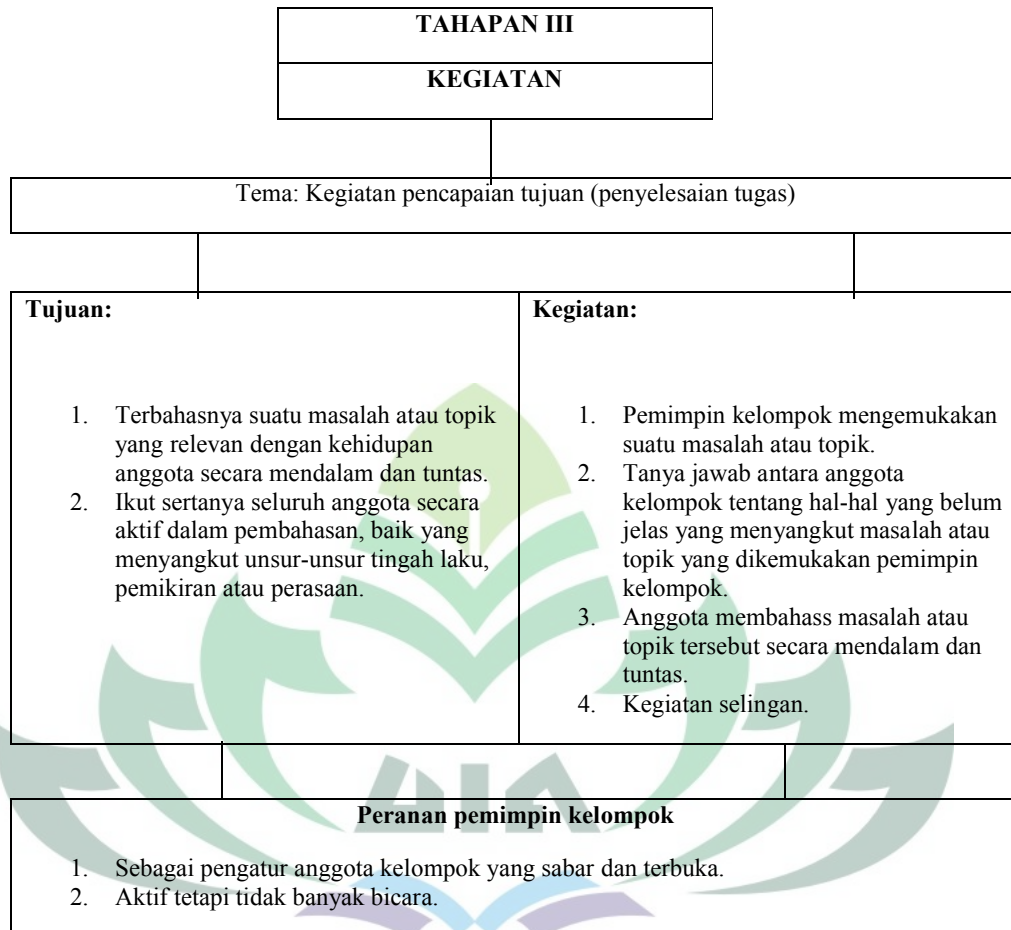 TAHAPAN III
KEGIATAN
Tema: Kegiatan pencapaian tujuan (penyelesaian tugas)
Tujuan:
1. Terbahasnya suatu masalah atau topik
yang relevan dengan kehidupan
anggota secara mendalam dan tuntas.
2. Ikut sertanya seluruh anggota secara
aktif dalam pembahasan, baik yang
menyangkut unsur-unsur tingah laku,
pemikiran atau perasaan.
Kegiatan:
1. Pemimpin kelompok mengemukakan
suatu masalah atau topik.
2. Tanya jawab antara anggota
kelompok tentang hal-hal yang belum
jelas yang menyangkut masalah atau
topik yang dikemukakan pemimpin
kelompok.
3. Anggota membahass masalah atau
topik tersebut secara mendalam dan
tuntas.
4. Kegiatan selingan.
Peranan pemimpin kelompok
1. Sebagai pengatur anggota kelompok yang sabar dan terbuka.
2. Aktif tetapi tidak banyak bicara.